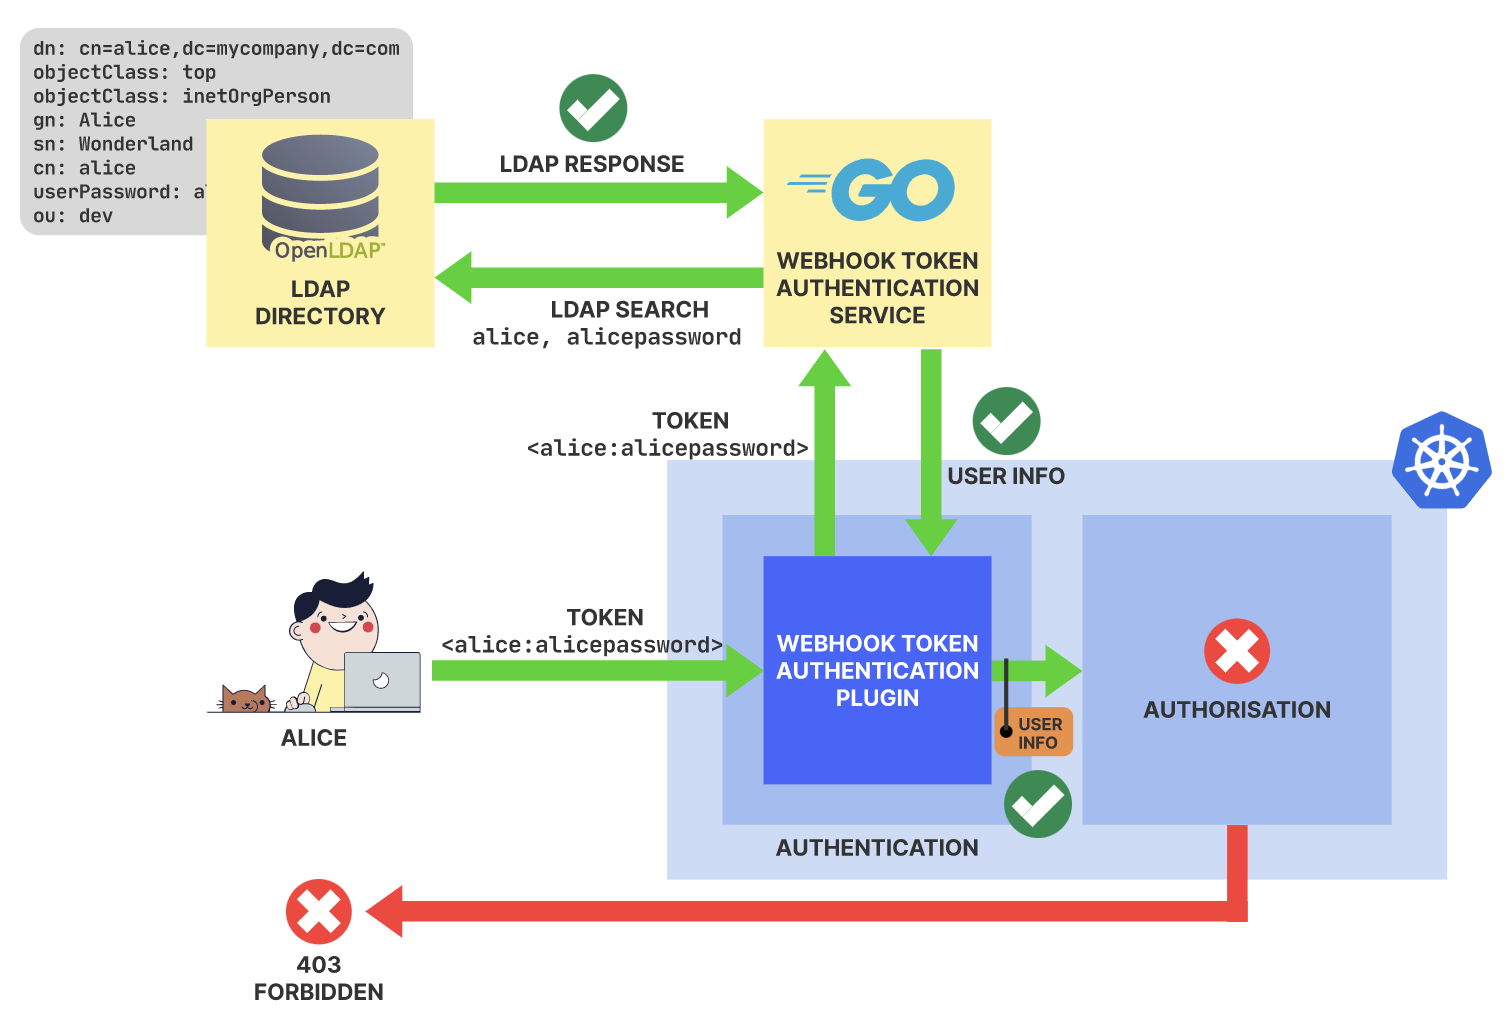 dn: cn=alice,dc=mycompany,dc=com
objectClass: top
objectClass: inetOrgPerson
gn: Alice
sn: Wonderland
cn: alice
userPassword:
ou: dev
OpenLDAP™
LDAP
DIRECTORY
LDAP RESPONSE
LDAP SEARCH
alice, alicepassword
GO
WEBHOOK TOKEN
AUTHENTICATION
SERVICE
TOKEN
<alice:alicepassword>
USER INFO
TOKEN
<alice:alicepassword>
ALICE
WEBHOOK TOKEN
AUTHENTICATION
PLUGIN
USER
INFO
AUTHENTICATION
AUTHORISATION
403
FORBIDDEN